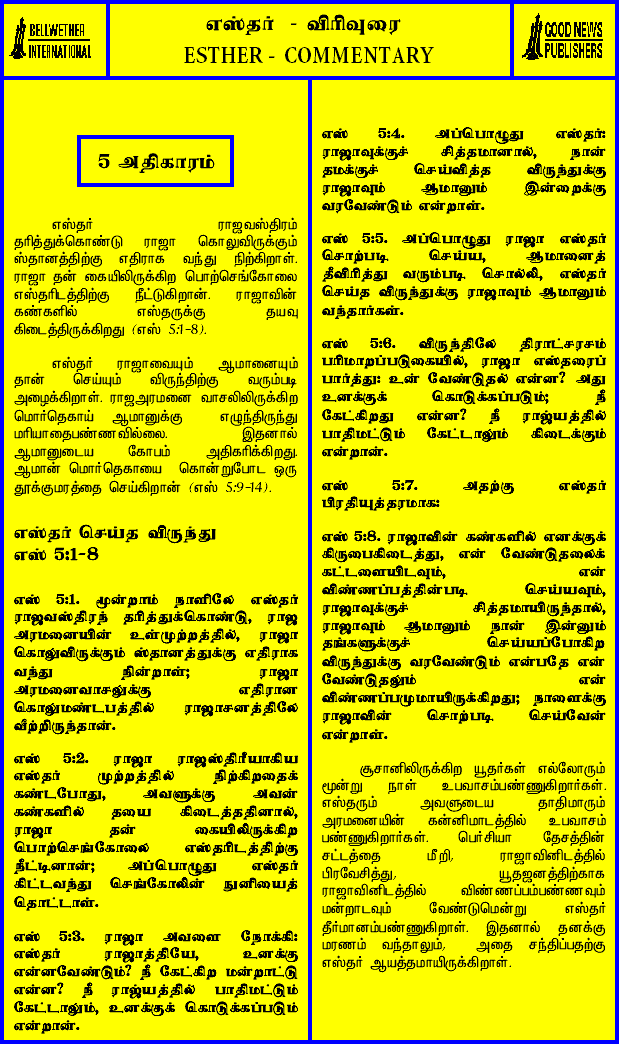 BELLWETHER
INTERNATIONAL
எஸ்தர் - விரிவுரை
ESTHER - COMMENTARY
GOOD NEWS
PUBLISHERS
5 அதிகாரம்
எஸ்தர் ராஜவஸ்திரம்
தரித்துக்கொண்டு ராஜா கொலுவிருக்கும்
ஸ்தானத்திற்கு எதிராக வந்து நிற்கிறாள்.
ராஜா தன் கையிலிருக்கிற பொற்செங்கோலை
எஸ்தரிடத்திற்கு நீட்டுகிறான். ராஜாவின்
கண்களில் எஸ்தருக்கு தயவு
கிடைத்திருக்கிறது (எஸ் 5:1-8).
எஸ்தர் ராஜாவையும் ஆமானையும்
தான் செய்யும் விருந்திற்கு வரும்படி
அழைக்கிறாள். ராஜஅரமனை வாசலிலிருக்கிற
மொர்தெகாய் ஆமானுக்கு எழுந்திருந்து
மரியாதைபண்ணவில்லை. இதனால்
ஆமானுடைய கோபம் அதிகரிக்கிறது.
ஆமான் மொர்தெகாயை கொன்றுபோட ஒரு
தூக்குமரத்தை செய்கிறான் (எஸ் 5:9-14).
எஸ்தர் செய்த விருந்து
எஸ் 5:1-8
எஸ் 5:1. மூன்றாம் நாளிலே எஸ்தர்
ராஜவஸ்திரந் தரித்துக்கொண்டு, ராஜ
அரமனையின் உள்முற்றத்தில், ராஜா
கொலுவிருக்கும் ஸ்தானத்துக்கு எதிராக
வந்து நின்றாள்; ராஜா
அரமனைவாசலுக்கு எதிரான
கொலுமண்டபத்தில் ராஜாசனத்திலே
வீற்றிருந்தான்.
எஸ் 5:2. ராஜா ராஜஸ்திரீயாகிய
எஸ்தர் முற்றத்தில் நிற்கிறதைக்
கண்டபோது, அவளுக்கு அவன்
கண்களில் தயை கிடைத்ததினால்,
ராஜா தன் கையிலிருக்கிற
பொற்செங்கோலை எஸ்தரிடத்திற்கு
நீட்டினான்; அப்பொழுது எஸ்தர்
கிட்டவந்து செங்கோலின் நுனியைத்
தொட்டாள்.
எஸ் 5:3. ராஜா அவளை நோக்கி:
எஸ்தர் ராஜாத்தியே, உனக்கு
என்னவேண்டும்? நீ கேட்கிற மன்றாட்டு
என்ன? நீ ராஜ்யத்தில் பாதிமட்டும்
கேட்டாலும், உனக்குக் கொடுக்கப்படும்
என்றான்.
எஸ் 5:4. அப்பொழுது எஸ்தர்:
ராஜாவுக்குச் சித்தமானால், நான்
தமக்குச் செய்வித்த விருந்துக்கு
ராஜாவும் ஆமானும் இன்றைக்கு
வரவேண்டும் என்றாள்.
எஸ் 5:5. அப்பொழுது ராஜா எஸ்தர்
சொற்படி செய்ய, ஆமானைத்
தீவிரித்து வரும்படி சொல்லி, எஸ்தர்
செய்த விருந்துக்கு ராஜாவும் ஆமானும்
வந்தார்கள்.
எஸ் 5:6. விருந்திலே திராட்சரசம்
பரிமாறப்படுகையில், ராஜா எஸ்தரைப்
பார்த்து: உன் வேண்டுதல் என்ன? அது
உனக்குக் கொடுக்கப்படும்; நீ
கேட்கிறது என்ன? நீ ராஜ்யத்தில்
பாதிமட்டும் கேட்டாலும் கிடைக்கும்
என்றான்.
எஸ் 5:7. அதற்கு எஸ்தர்
பிரதியுத்தரமாக:
எஸ் 5:8. ராஜாவின் கண்களில் எனக்குக்
கிருபைகிடைத்து, என் வேண்டுதலைக்
கட்டளையிடவும், என்
விண்ணப்பத்தின்படி செய்யவும்,
ராஜாவுக்குச் சித்தமாயிருந்தால்,
ராஜாவும் ஆமானும் நான் இன்னும்
தங்களுக்குச் செய்யப்போகிற
விருந்துக்கு வரவேண்டும் என்பதே என்
வேண்டுதலும் என்
விண்ணப்பமுமாயிருக்கிறது; நாளைக்கு
ராஜாவின் சொற்படி செய்வேன்
என்றாள்.
சூசானிலிருக்கிற யூதர்கள் எல்லோரும்
மூன்று நாள் உபவாசம்பண்ணுகிறார்கள்.
எஸ்தரும் அவளுடைய தாதிமாரும்
அரமனையின் கன்னிமாடத்தில் உபவாசம்
பண்ணுகிறார்கள். பெர்சியா தேசத்தின்
சட்டத்தை மீறி, ராஜாவினிடத்தில்
பிரவேசித்து, யூதஜனத்திற்காக
ராஜாவினிடத்தில் விண்ணப்பம்பண்ணவும்
மன்றாடவும் வேண்டுமென்று எஸ்தர்
தீர்மானம்பண்ணுகிறாள். இதனால் தனக்கு
மரணம் வந்தாலும், அதை சந்திப்பதற்கு
எஸ்தர் ஆயத்தமாயிருக்கிறாள்.